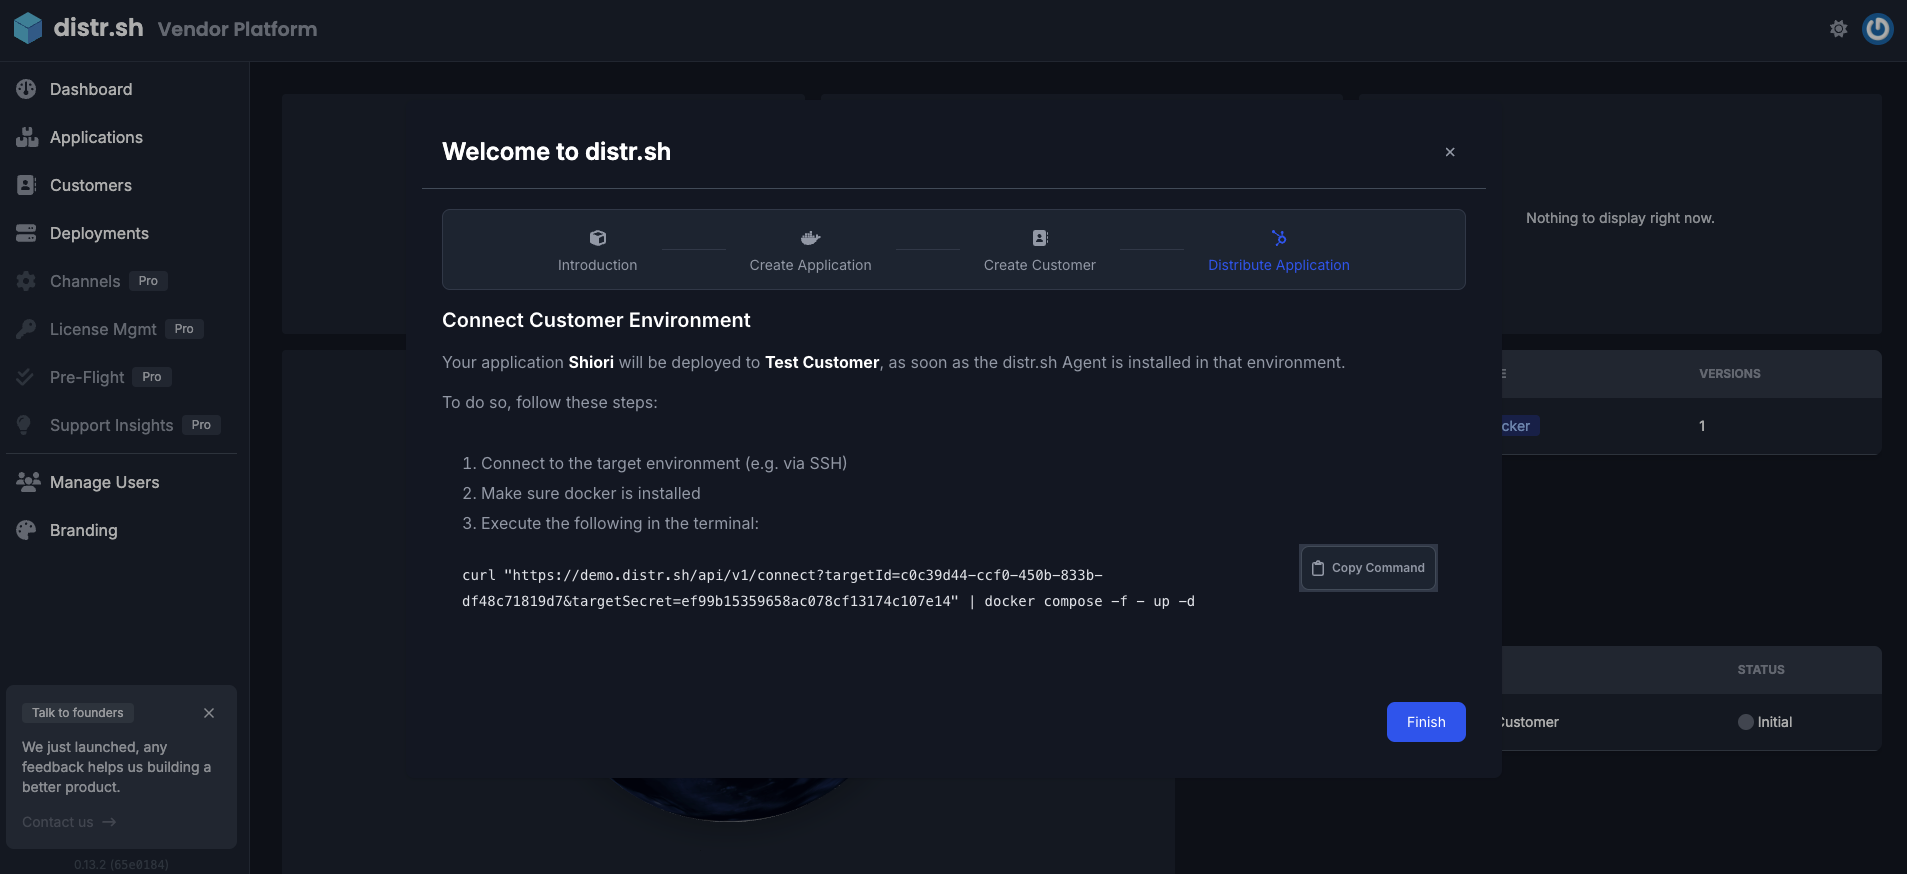 distr.sh Vendor Platform
Dashboard
Applications
Customers
Deployments
Channels Pro
License Mgmt Pro
Pre-Flight Pro
Support Insights Pro
Manage Users
Branding
Talk to founders
We just launched, any
feedback helps us building a
better product.
Contact us →
0.13.2 (65e0184)
Welcome to distr.sh
Introduction
Create Application
Create Customer
Distribute Application
Connect Customer Environment
Your application Shiori will be deployed to Test Customer, as soon as the distr.sh Agent is installed in that environment.
To do so, follow these steps:
1. Connect to the target environment (e.g. via SSH)
2. Make sure docker is installed
3. Execute the following in the terminal:
curl "https://demo.distr.sh/api/v1/connect?targetId=c0c39d44-ccf0-450b-833b-
df48c71819d7&targetSecret=ef99b15359658ac078cf13174c107e14" | docker compose -f - up -d
Copy Command
Finish
Nothing to display right now.
E VERSIONS
cker 1
STATUS
Customer Initial